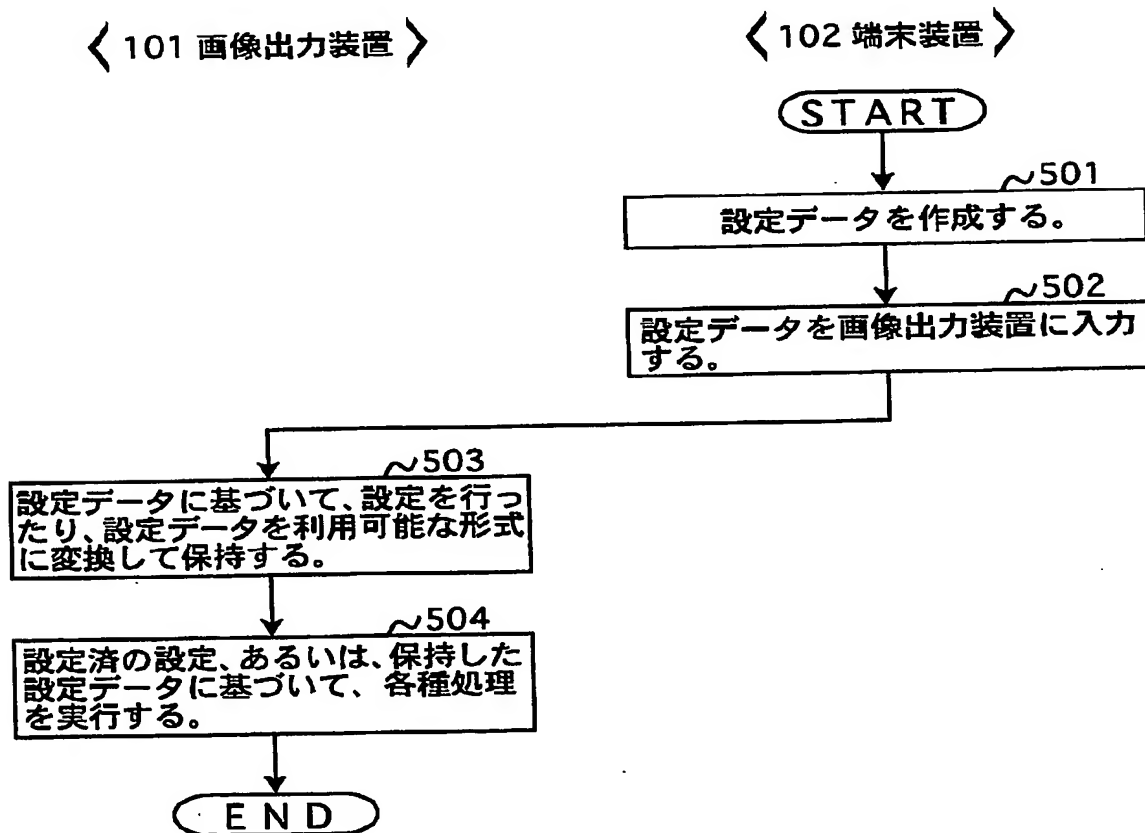 〈 101 画像出力装置 〉
〈 102 端末装置 〉
START
~501
設定データを作成する。
~502
設定データを画像出力装置に入力
する。
~503
設定データに基づいて、設定を行っ
たり、設定データを利用可能な形式
に変換して保持する。
~504
設定済の設定、あるいは、保持した
設定データに基づいて、各種処理
を実行する。
END